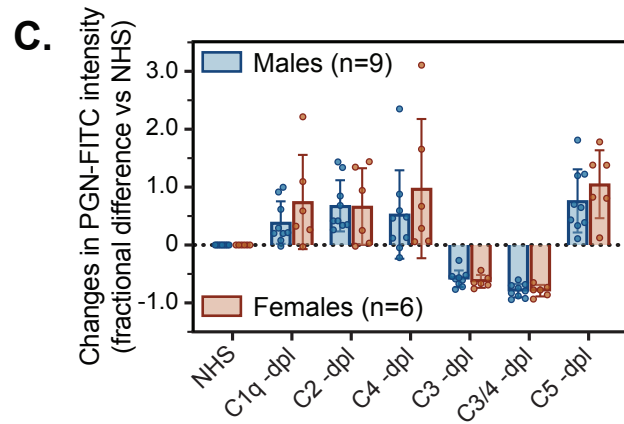 C.
Changes in PGN-FITC intensity
(fractional difference vs NHS)
3.0
2.0
1.0
0
-1.0
Males (n=9)
Females (n=6)
NHS
C1q -dpl
C2 -dpl
C4 -dpl
C3 -dpl
C3/4 -dpl
C5 -dpl